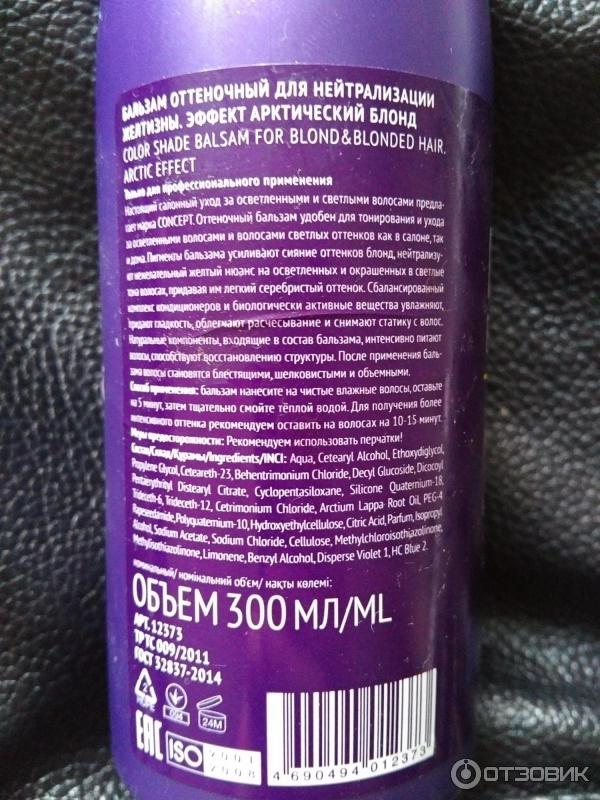 БАЛЬЗАМ ОТТЕНОЧНЫЙ ДЛЯ НЕЙТРАЛИЗАЦИИ
ЖЕЛТИЗНЫ. ЭФФЕКТ АРКТИЧЕСКИЙ БЛОНД
COLOR SHADE BALSAM FOR BLOND&BLONDED HAIR.
ARCTIC EFFECT
Только для профессионального применения
Настоящий салонный уход за осветленными и светлыми волосами предла-
гает марка CONCEPT. Оттеночный бальзам удобен для тонирования и ухода
за осветленными волосами и волосами светлых оттенков как в салоне, так
и дома. Пигменты бальзама усиливают сияние оттенков блонд, нейтрализу-
ют нежелательный желтый нюанс на осветленных и окрашенных в светлые
тона волосах, придавая им легкий серебристый оттенок. Сбалансированный
комплекс кондиционеров и биологически активные вещества увлажняют,
придают гладкость, облегчают расчесывание и снимают статику с волос.
Натуральные компоненты, входящие в состав бальзама, интенсивно питают
волосы, способствуют восстановлению структуры. После применения баль-
зама волосы становятся блестящими, шелковистыми и объемными.
Способ применения: бальзам нанесите на чистые влажные волосы, оставьте
на 5 минут, затем тщательно смойте тёплой водой. Для получения более
интенсивного оттенка рекомендуем оставить на волосах на 10-15 минут.
Меры предосторожности: Рекомендуем использовать перчатки!
Состав/Склад/Құрамы/Ingredients/INCI: Aqua, Cetearyl Alcohol, Ethoxydiglycol,
Propylene Glycol, Ceteareth-23, Behentrimonium Chloride, Decyl Glucoside, Dicocoyl
Pentaerythrityl Distearyl Citrate, Cyclopentasiloxane, Silicone Quaternium-18,
Trideceth-6, Trideceth-12, Cetrimonium Chloride, Arctium Lappa Root Oil, PEG-4
Rapeseedamide, Polyquaternium-10, Hydroxyethylcellulose, Citric Acid, Parfum, Isopropyl
Alcohol, Sodium Acetate, Sodium Chloride, Cellulose, Methylchloroisothiazolinone,
Methylisothiazolinone, Limonene, Benzyl Alcohol, Disperse Violet 1, HC Blue 2.
номинальный/ номінальний об'єм/ нақты көлемі:
ОБЪЕМ 300 МЛ/ML
АРТ. 12373
ТР ТС 009/2011
ГОСТ 32837-2014
2
HDPE
24M
EAC ISO 9001
2008
4 690494 012373
ОТЗОВИК